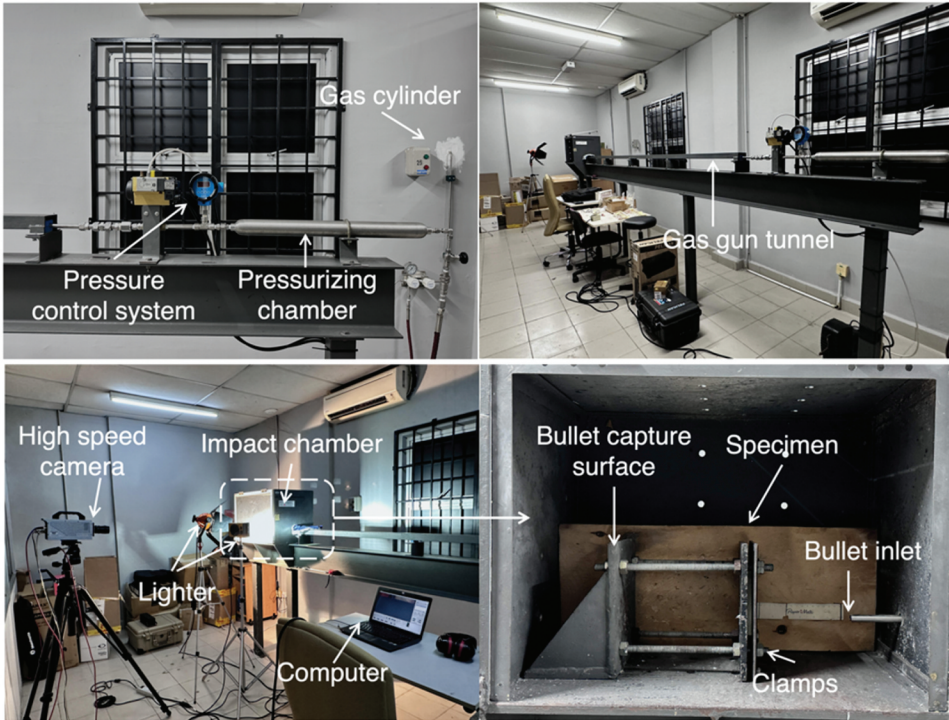 Gas cylinder
Pressure
control system
Pressurizing
chamber
Gas gun tunnel
High speed
camera
Impact chamber
Lighter
Computer
Bullet capture
surface
Specimen
Bullet inlet
Clamps